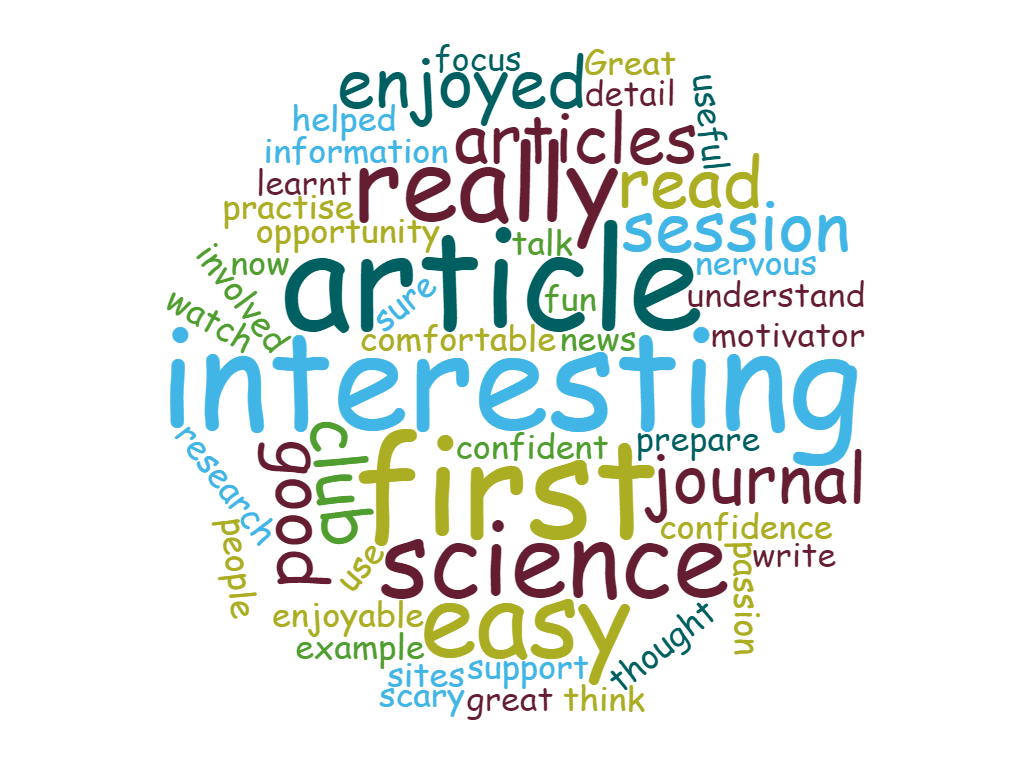 focus
Great
enjoyed
detail
useful
helped
articles
information
really
learnt
read
practise
opportunity
session
talk
involved
now
article
nervous
sure
fun
understand
watch
comfortable
news
motivator
interesting
club
first
confident
prepare
research
good
journal
people
confidence
use
science
passion
write
enjoyable
easy
example
thought
sites
support
scary
great
think